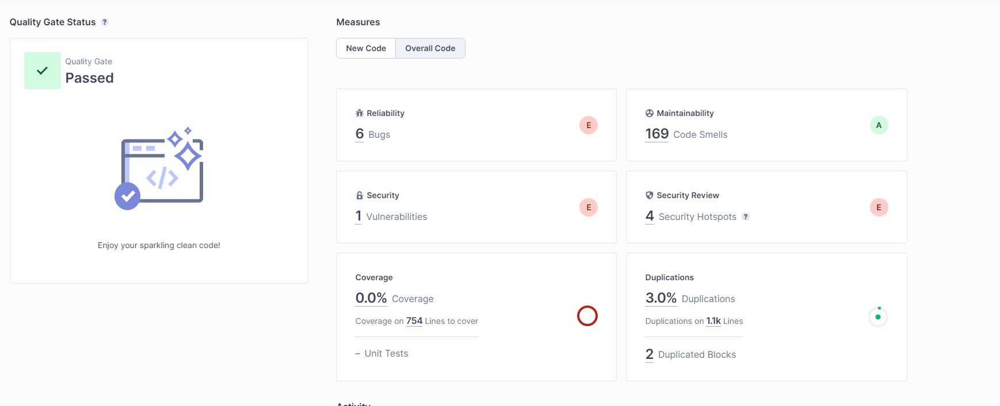 Quality Gate Status ?
Quality Gate
Passed
</>
Enjoy your sparkling clean code!
Measures
New Code
Overall Code
Reliability
6 Bugs
E
Maintainability
169 Code Smells
A
Security
1 Vulnerabilities
E
Security Review
4 Security Hotspots ?
E
Coverage
0.0% Coverage
Coverage on 754 Lines to cover
– Unit Tests
Duplications
3.0% Duplications
Duplications on 1.1k Lines
2 Duplicated Blocks
Activity